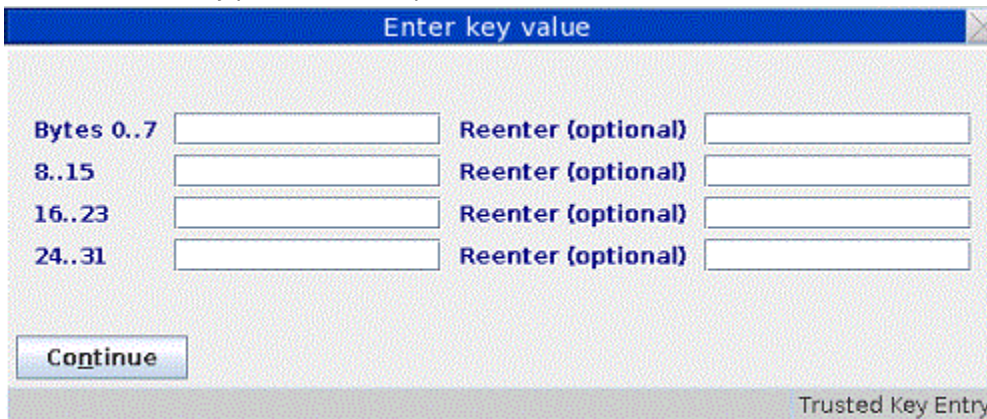 Enter key value
Bytes 0..7 Reenter (optional)
8..15 Reenter (optional)
16..23 Reenter (optional)
24..31 Reenter (optional)
Continue
Trusted Key Entry